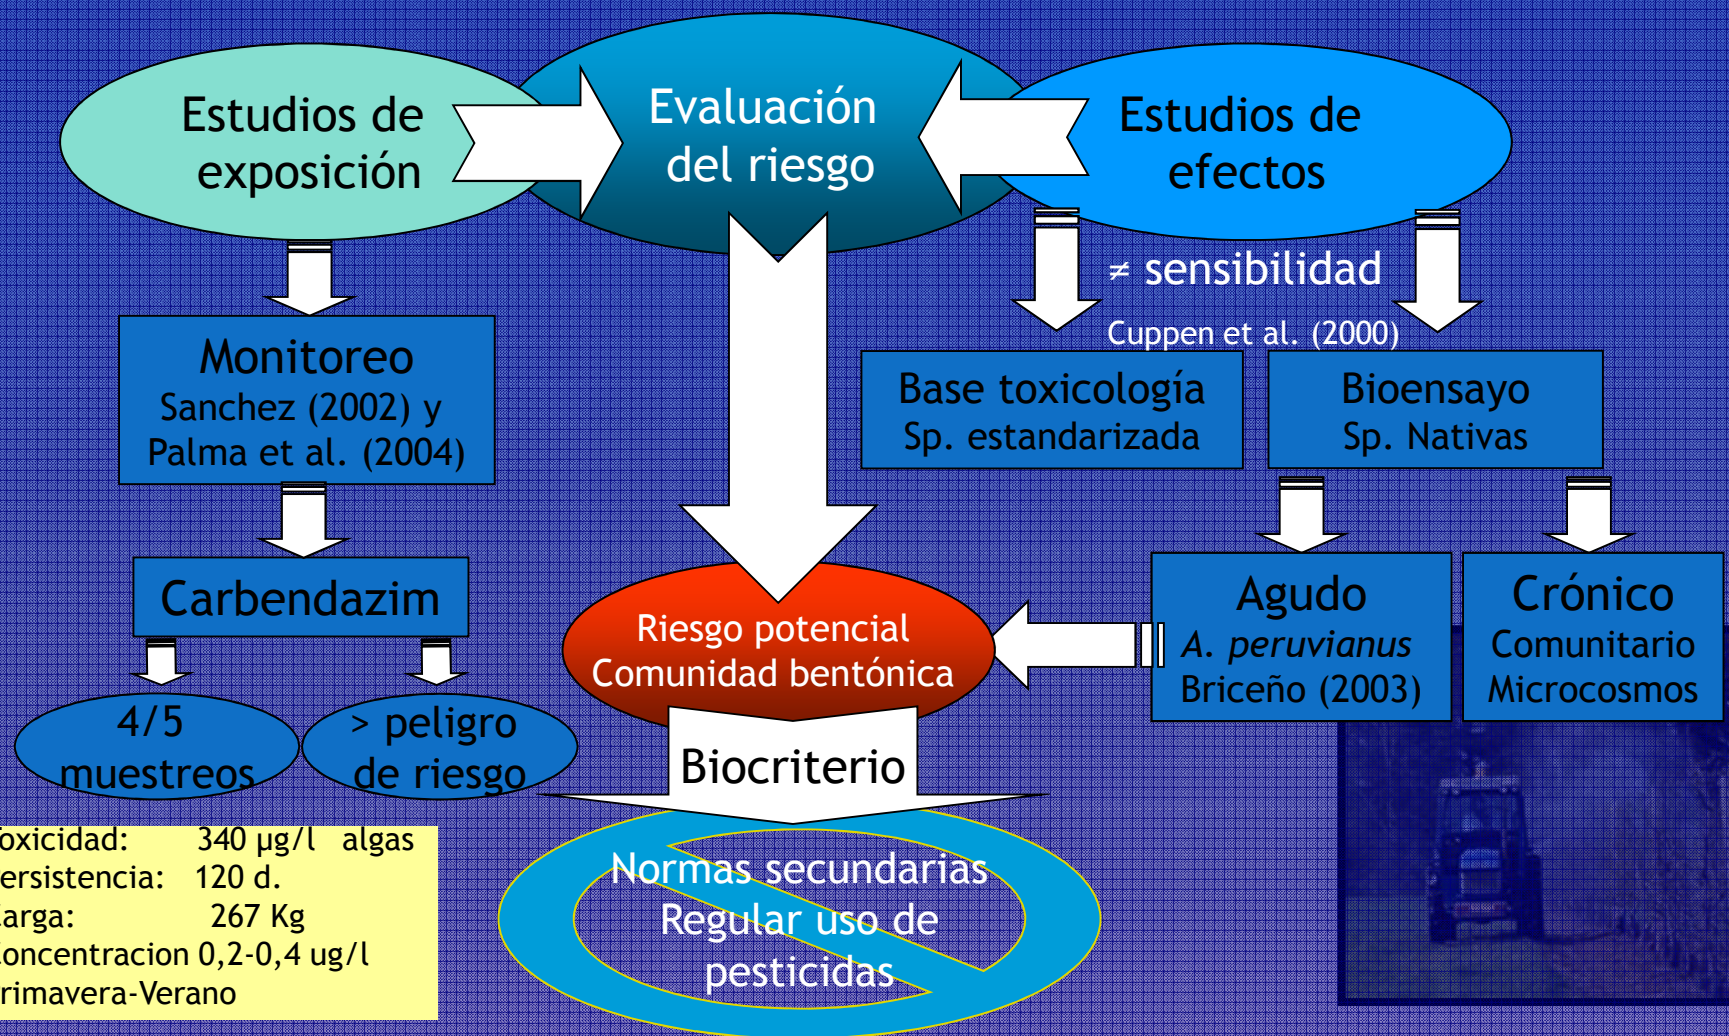 Estudios de
exposición
Evaluación
del riesgo
Estudios de
efectos
≠ sensibilidad
Cuppen et al. (2000)
Monitoreo
Sanchez (2002) y
Palma et al. (2004)
Base toxicología
Sp. estandarizada
Bioensayo
Sp. Nativas
Carbendazim
Agudo
A. peruvianus
Briceño (2003)
Crónico
Comunitario
Microcosmos
Riesgo potencial
Comunidad bentónica
4/5
muestreos
> peligro
de riesgo
Biocriterio
oxicidad: 340 µg/l algas
ersistencia: 120 d.
arga: 267 Kg
oncentracion 0,2-0,4 ug/l
rimavera-Verano
Normas secundarias
Regular uso de
pesticidas